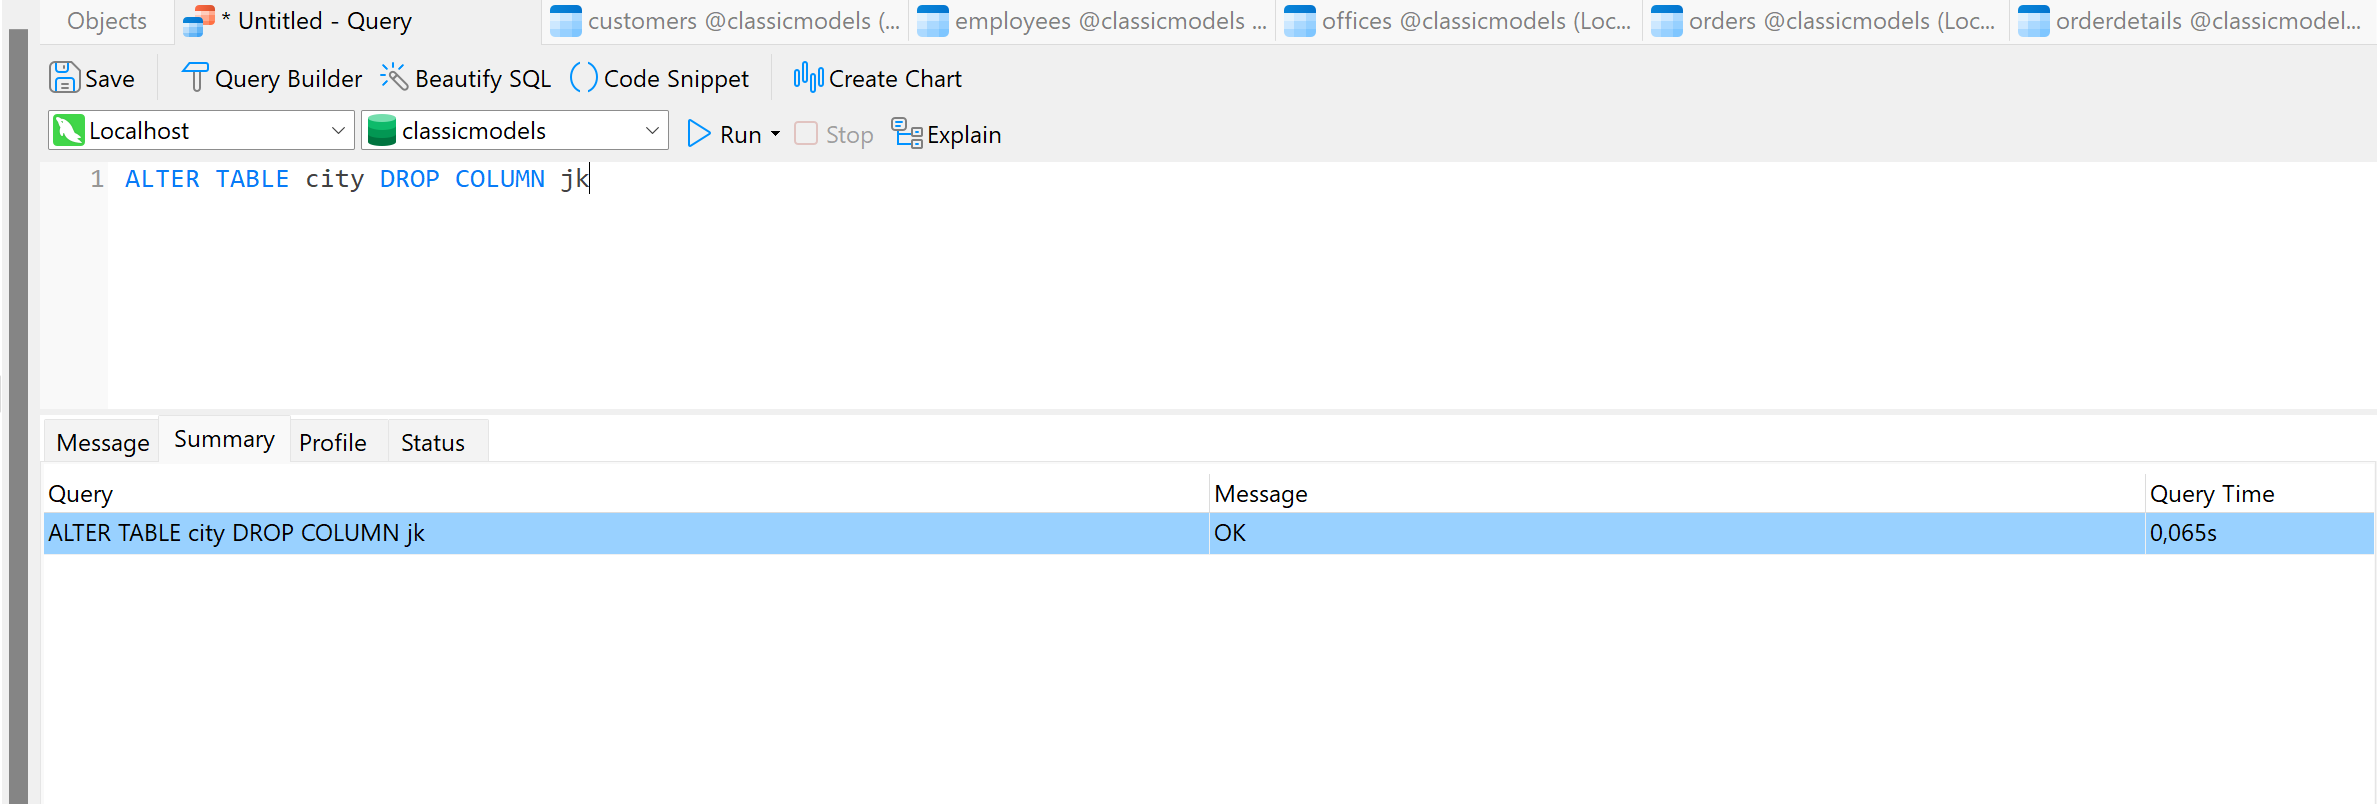 Objects * Untitled - Query customers @classicmodels (... employees @classicmodels ... offices @classicmodels (Loc... orders @classicmodels (Loc... orderdetails @classicmodel...
Save Query Builder Beautify SQL Code Snippet Create Chart
Localhost classicmodels Run Stop Explain
1 ALTER TABLE city DROP COLUMN jk
Message Summary Profile Status
Query Message Query Time
ALTER TABLE city DROP COLUMN jk OK 0,065s